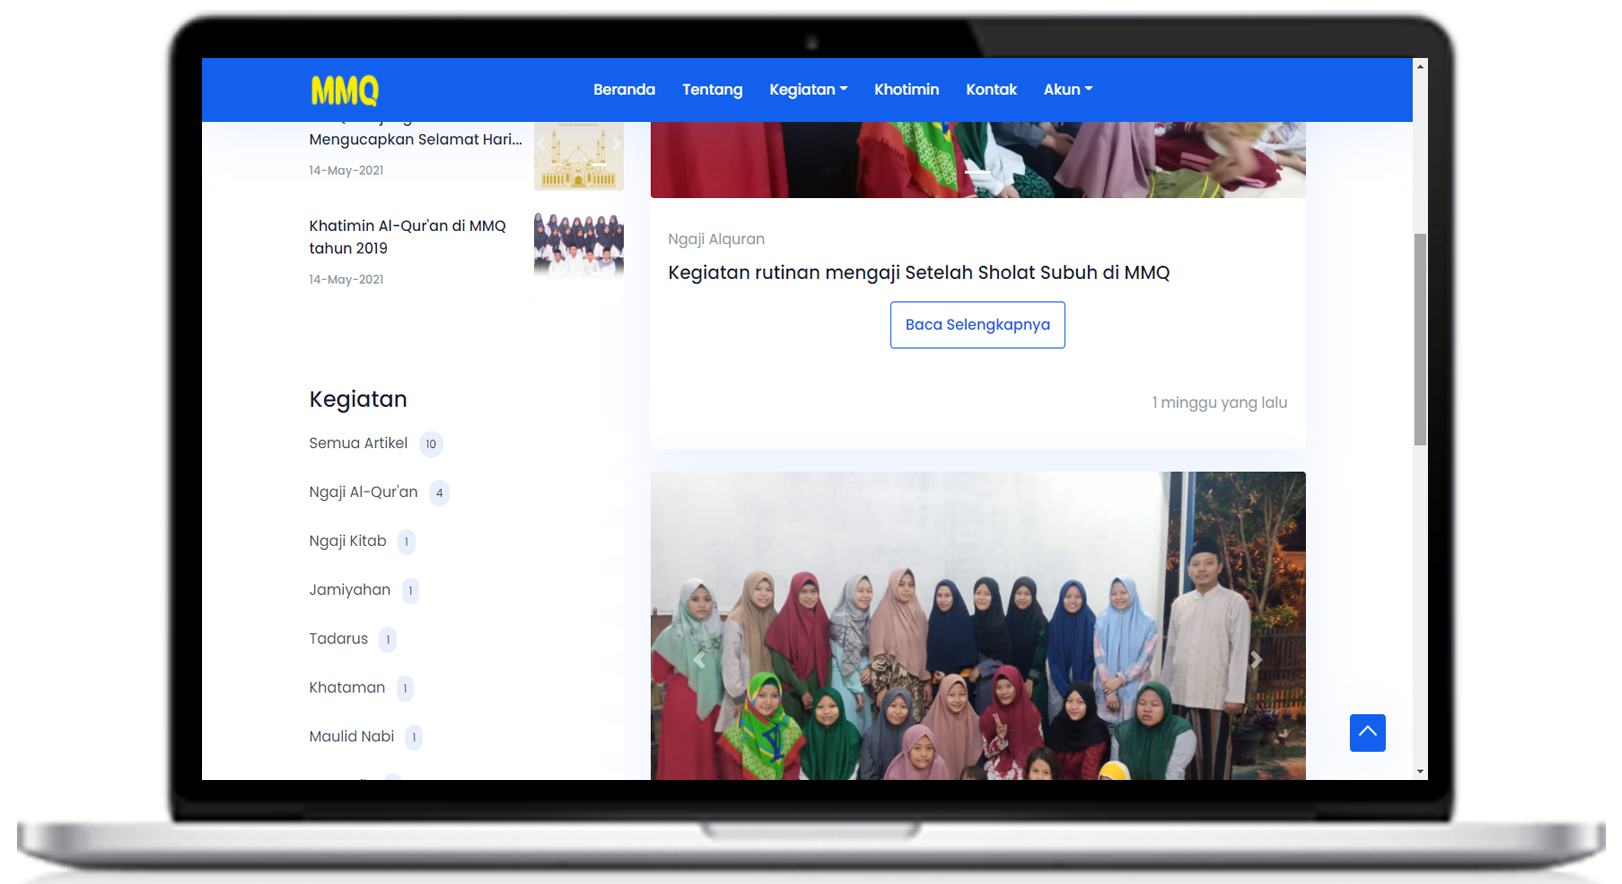 MMQ
Beranda
Tentang
Kegiatan
Khotimin
Kontak
Akun
Mengucapkan Selamat Hari...
14-May-2021
Khatimin Al-Qur'an di MMQ
tahun 2019
14-May-2021
Kegiatan
Semua Artikel 10
Ngaji Al-Qur'an 4
Ngaji Kitab 1
Jamiyahan 1
Tadarus 1
Khataman 1
Maulid Nabi 1
Ngaji Alquran
Kegiatan rutinan mengaji Setelah Sholat Subuh di MMQ
Baca Selengkapnya
1 minggu yang lalu